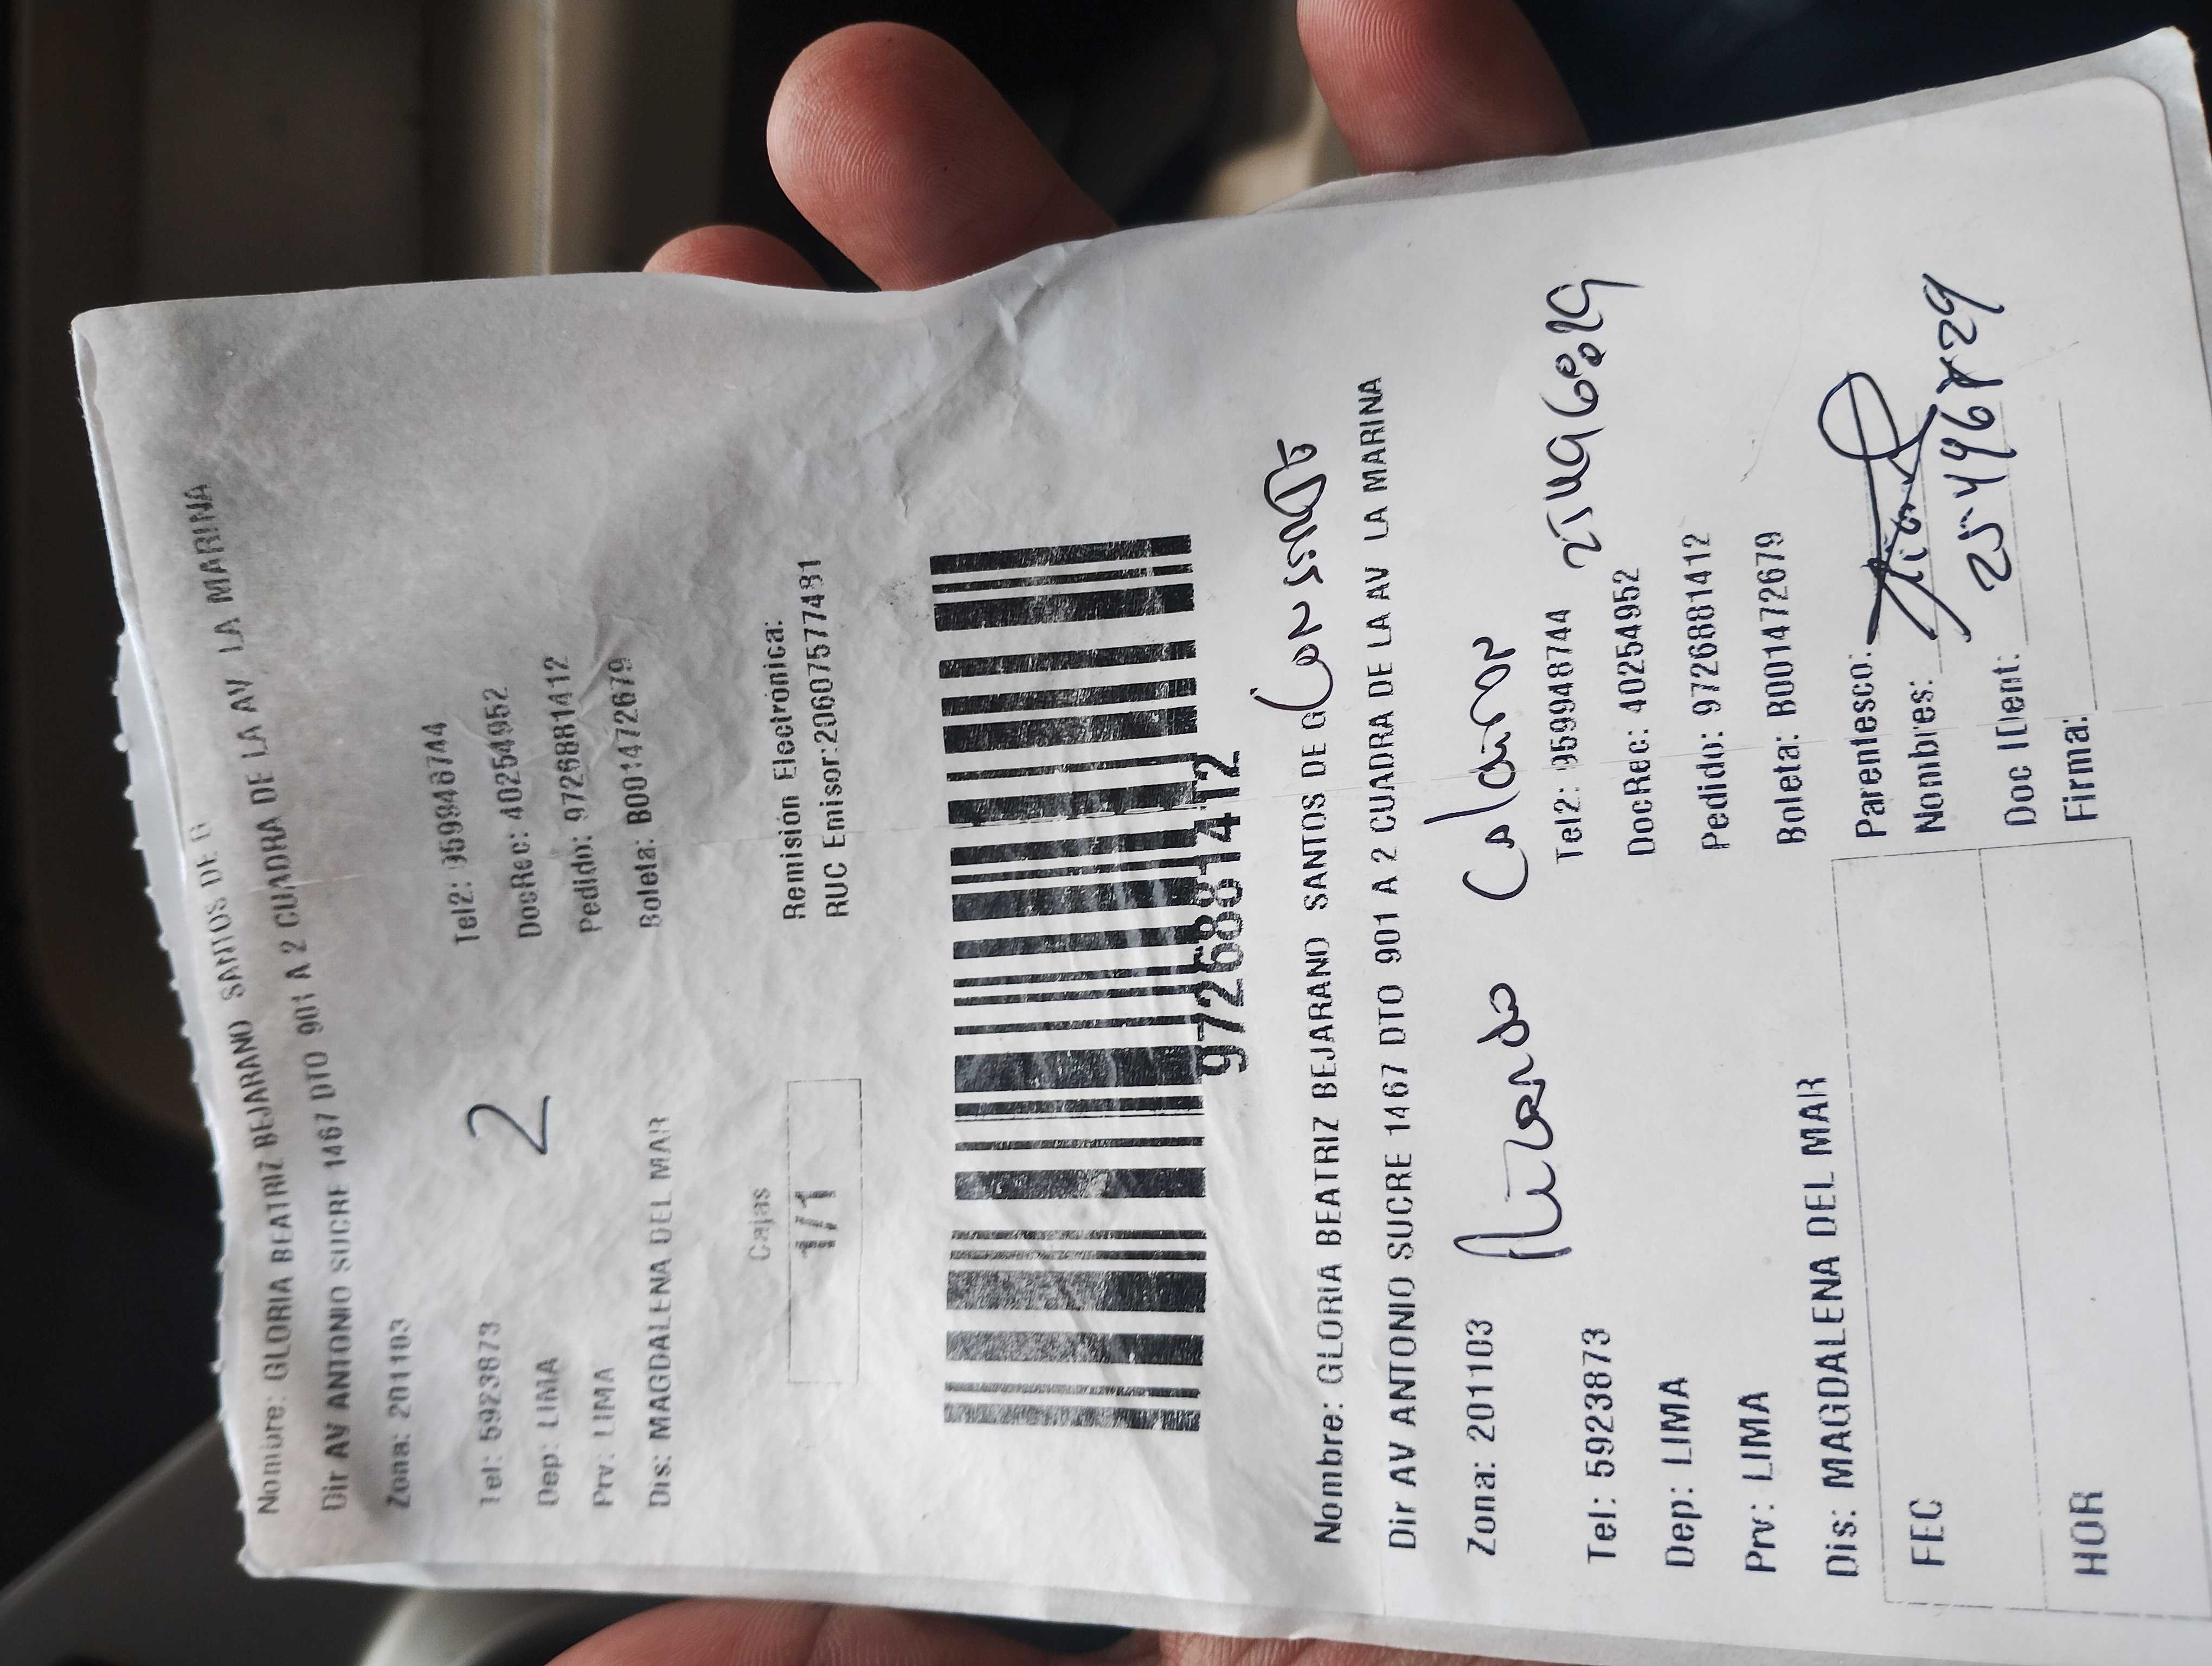 Nombre: GLORIA BEATRIZ BEJARANO SANTOS DE G
Dir AV ANTONIO SUCRE 1467 DTO 901 A 2 CUADRA DE LA AV LA MARINA
Zona: 201103
Tel: 5923873 2 Tel2: 959948744
Dep: LIMA DocRec: 40254952
Prv: LIMA Pedido: 972688 1412
Dis: MAGDALENA DEL MAR Boleta: B001472679
Cajas
1/1
Remisión Electrónica:
RUC Emisor:20607577481
9726881412
Nombre: GLORIA BEATRIZ BEJARANO SANTOS DE G
Dir AV ANTONIO SUCRE 1467 DTO 901 A 2 CUADRA DE LA AV LA MARINA
Zona: 201103
Tel: 5923873 Tel2: 959948744
Dep: LIMA DocRec: 40254952
Prv: LIMA Pedido: 9726881412
Dis: MAGDALENA DEL MAR Boleta: B001472679
FEC
HOR
Parentesco:
Nombres:
Doc IDent:
Firma: